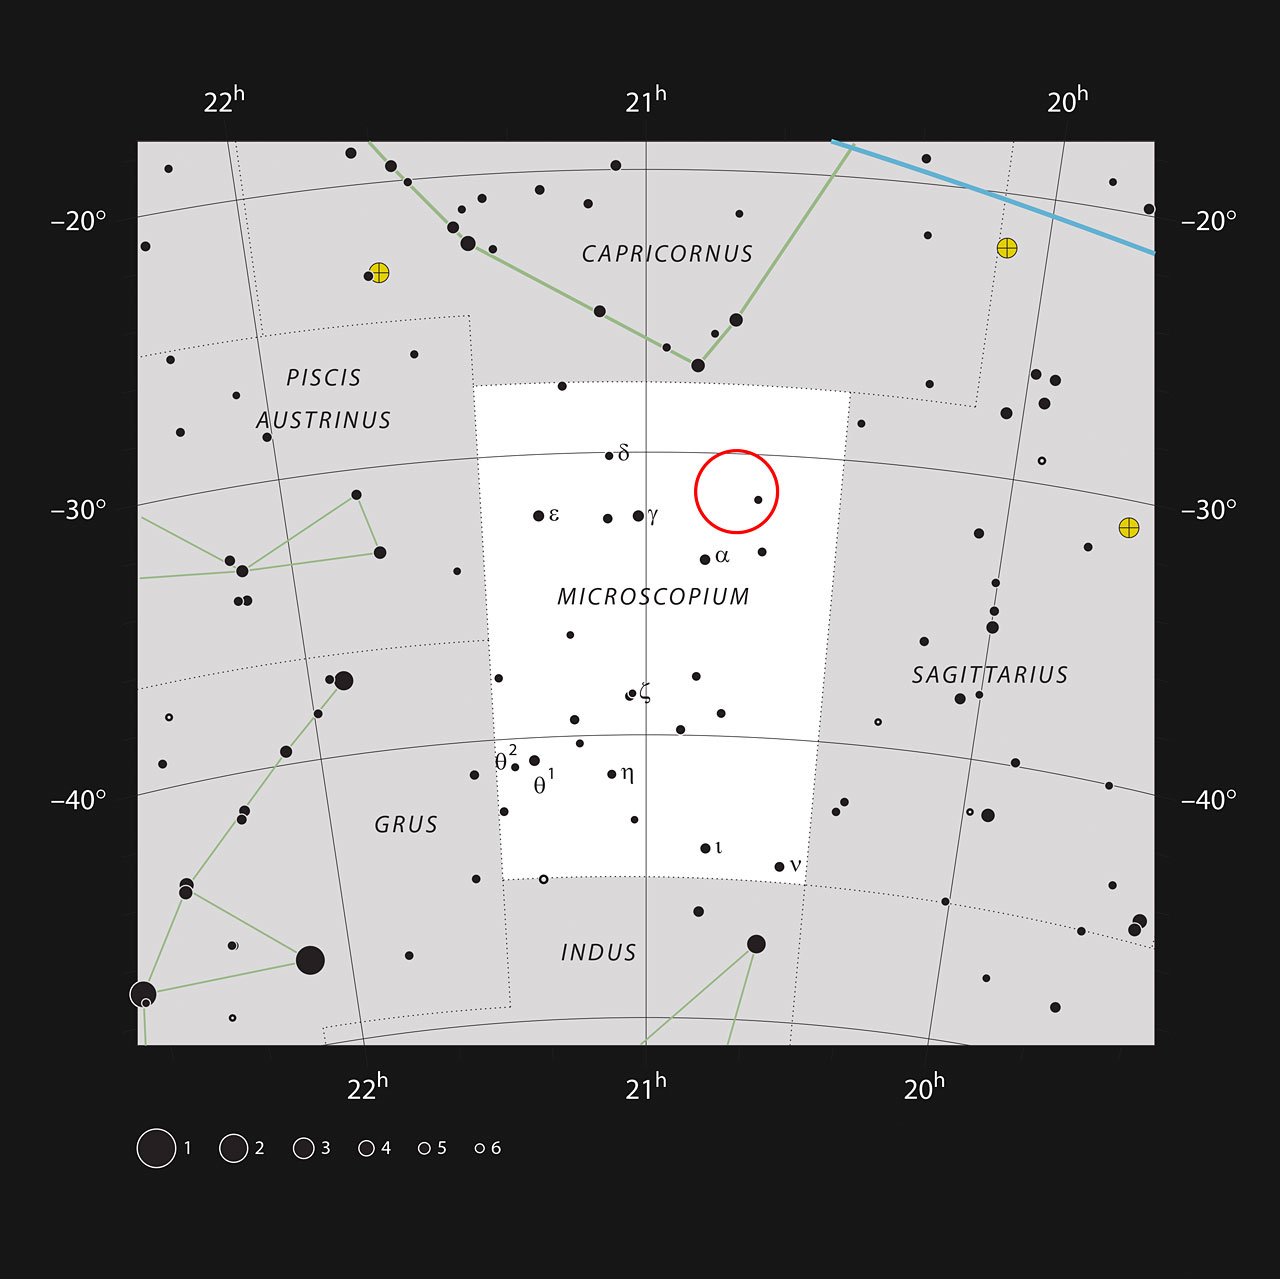 22h 21h 20h
–20° –20°
CAPRICORNUS
PISCIS
AUSTRINUS
δ
–30° –30°
ε γ
α
MICROSCOPIUM
SAGITTARIUS
ζ
θ2
θ1 η
–40° –40°
GRUS
ι
ν
INDUS
22h 21h 20h
1 2 3 4 5 6